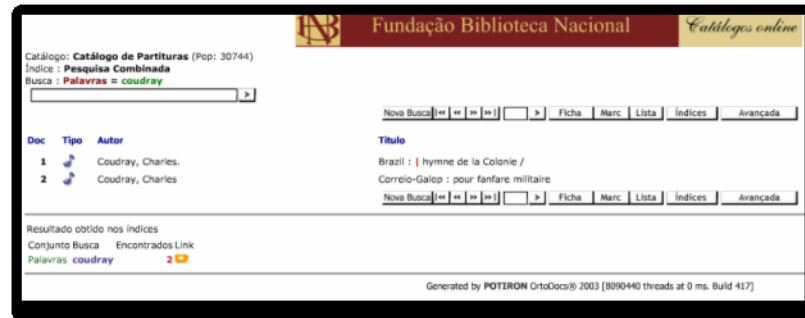 Fundação Biblioteca Nacional Catálogos online
Catálogo: Catálogo de Partituras (Pop: 30744)
Índice : Pesquisa Combinada
Busca : Palavras = coudray
>
Nova Busca |‹‹ ‹‹ ›› ››| > Ficha Marc Lista Índices Avançada
Doc Tipo Autor Título
1 Coudray, Charles. Brazil : | hymne de la Colonie /
2 Coudray, Charles Correio-Galop : pour fanfare militaire
Nova Busca |‹‹ ‹‹ ›› ››| > Ficha Marc Lista Índices Avançada
Resultado obtido nos índices
Conjunto Busca Encontrados Link
Palavras coudray 2
Generated by POTIRON OrtoDocs® 2003 [8090440 threads at 0 ms. Build 417]